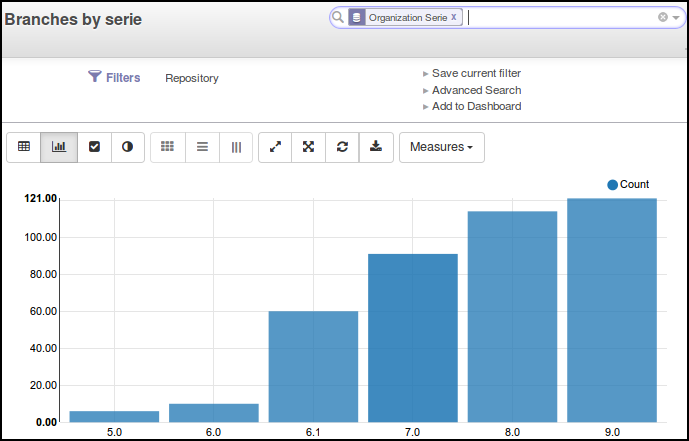 Branches by serie
Organization Serie x
Filters
Repository
Save current filter
Advanced Search
Add to Dashboard
Measures
Count
121.00
100.00
80.00
60.00
40.00
20.00
0.00
5.0 6.0 6.1 7.0 8.0 9.0